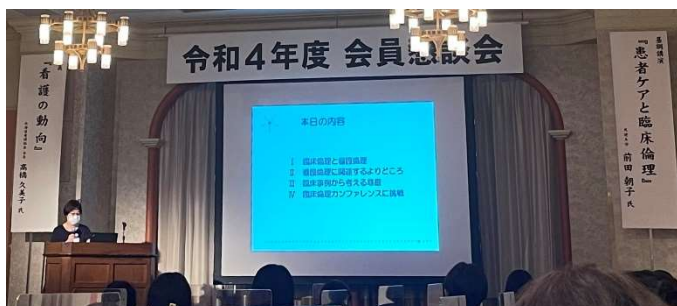 令和4年度 会員懇談会
『看護の動向』
高橋 久美子 氏
本日の内容
Ⅰ 臨床倫理と看護倫理
Ⅱ 看護倫理に関連するよりどころ
Ⅲ 臨床事例から考える尊厳
Ⅳ 臨床倫理カンファレンスに挑戦
基調講演
『患者ケアと臨床倫理』
前田 朝子 氏